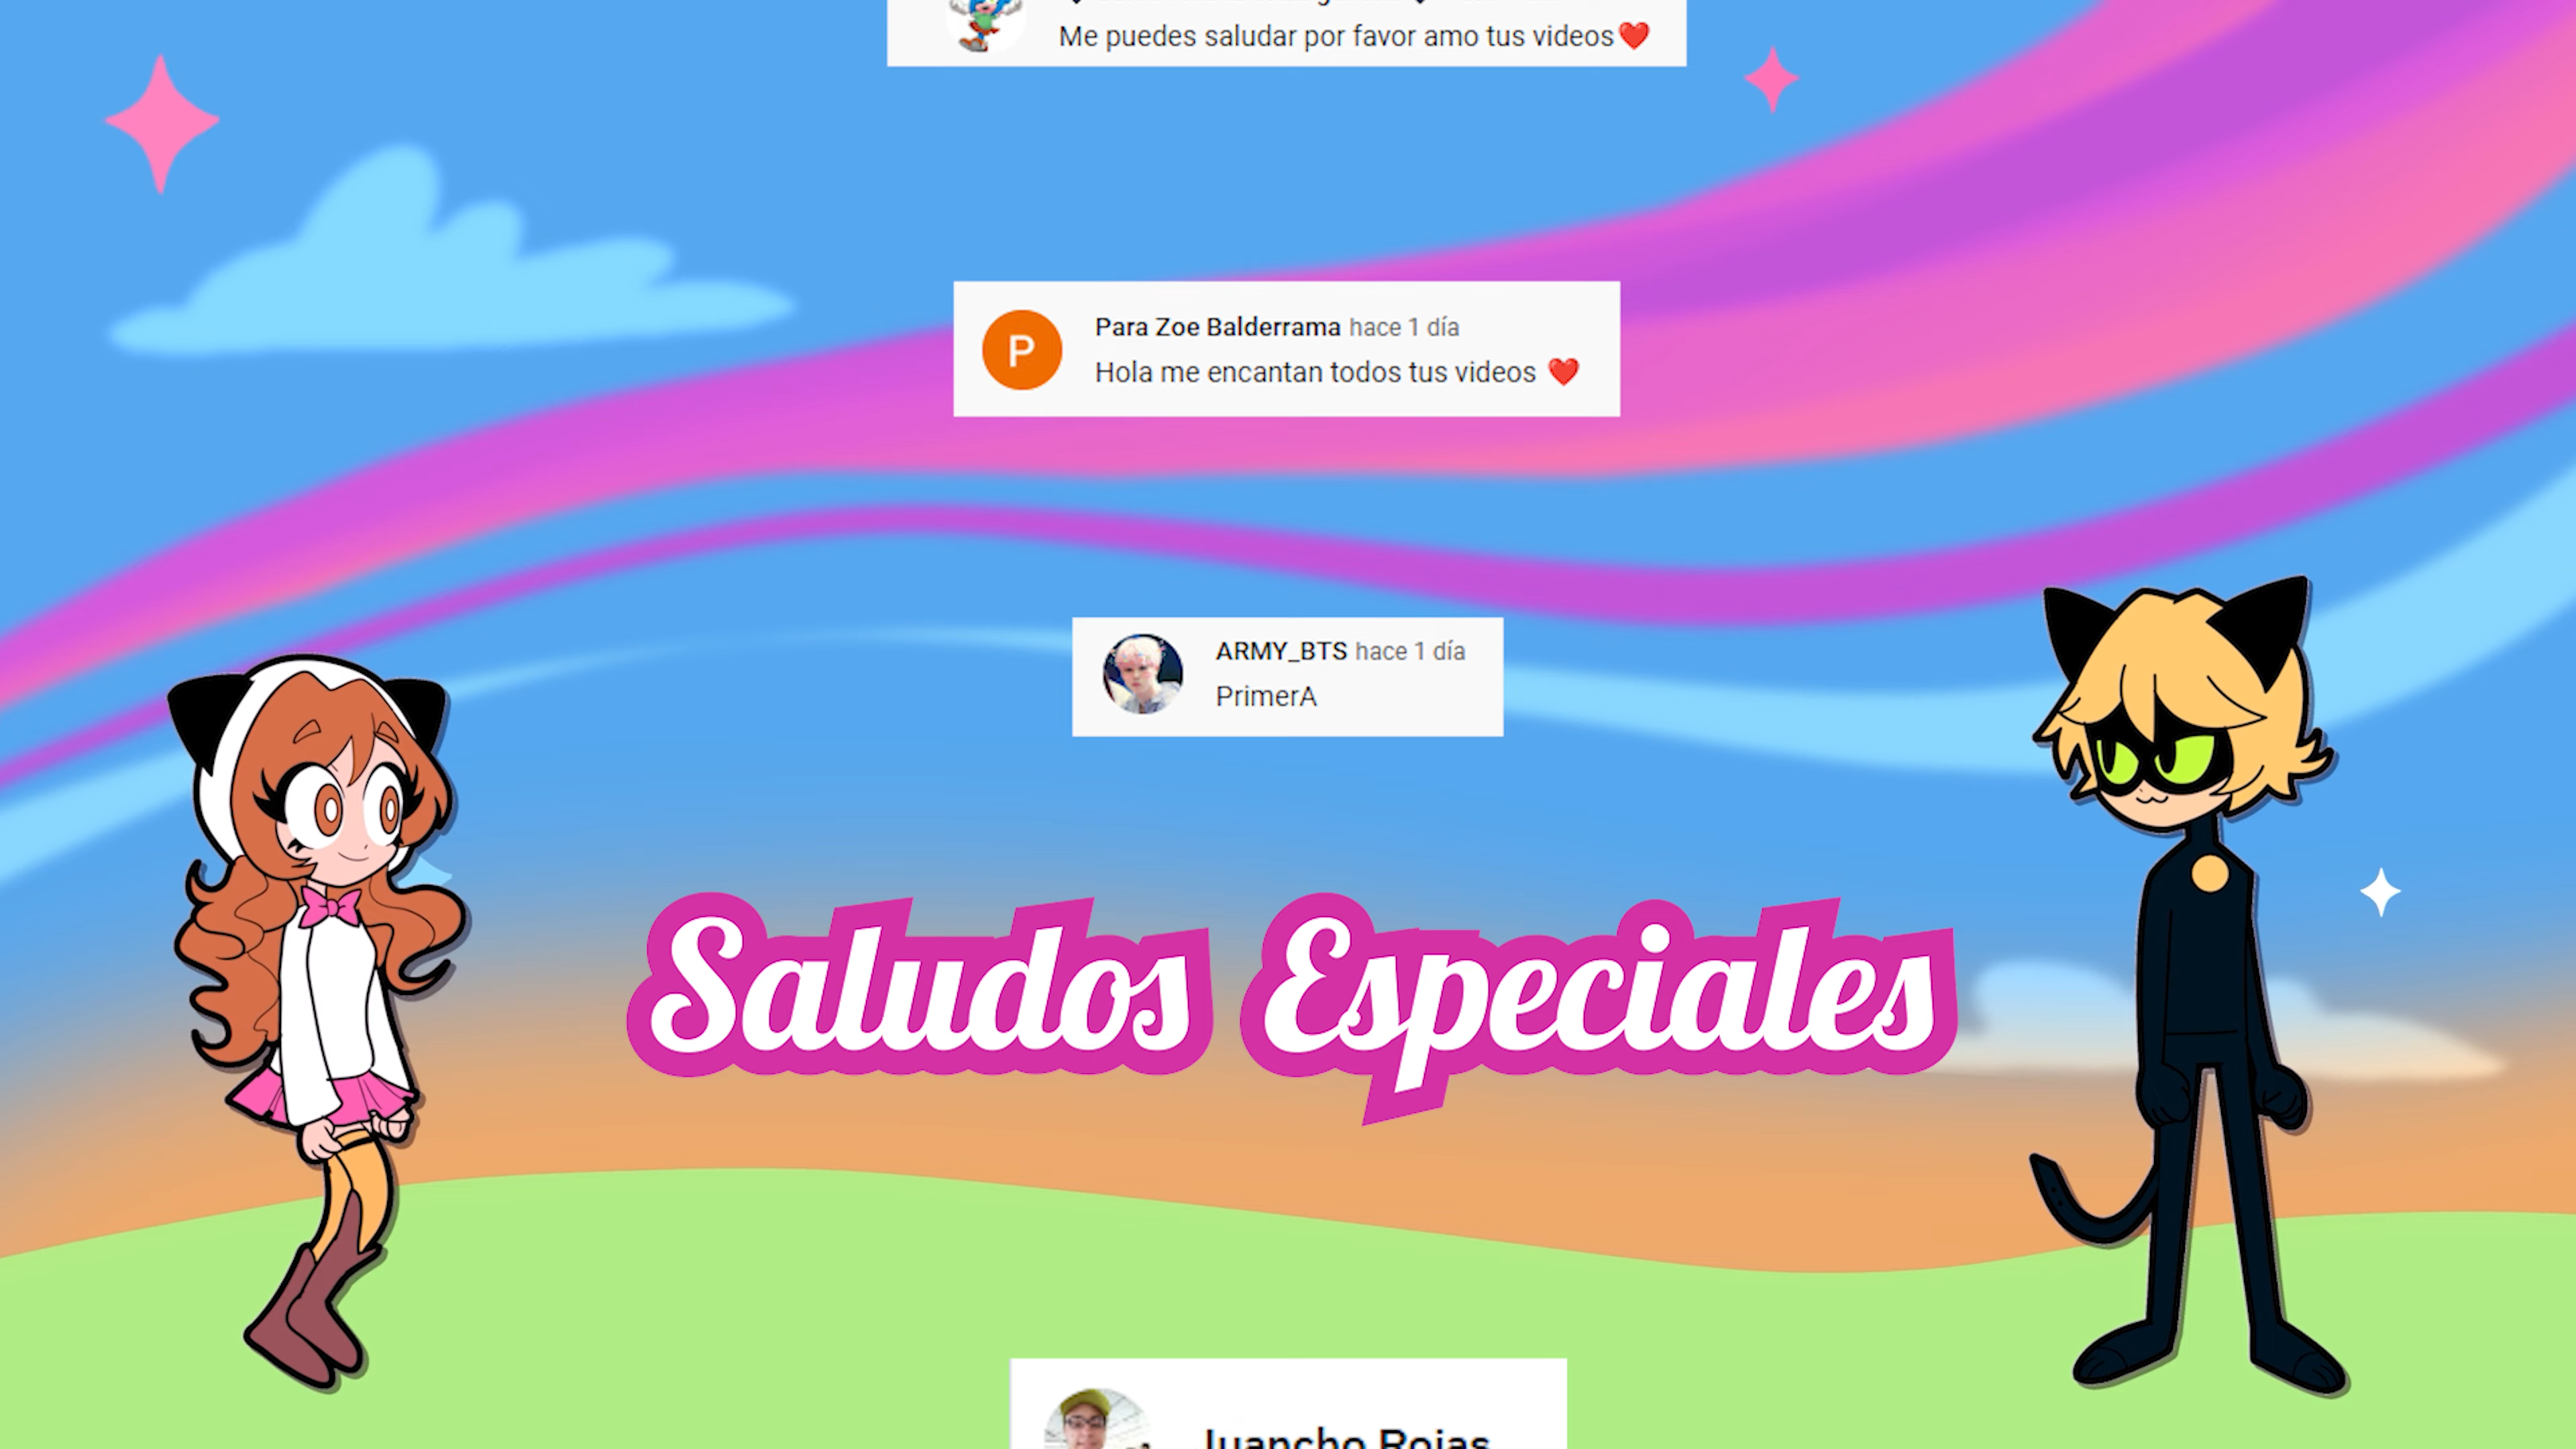 Me puedes saludar por favor amo tus videos❤️
P
Para Zoe Balderrama hace 1 día
Hola me encantan todos tus videos ❤️
ARMY_BTS hace 1 día
PrimerA
Saludos Especiales
Juancho Rojas